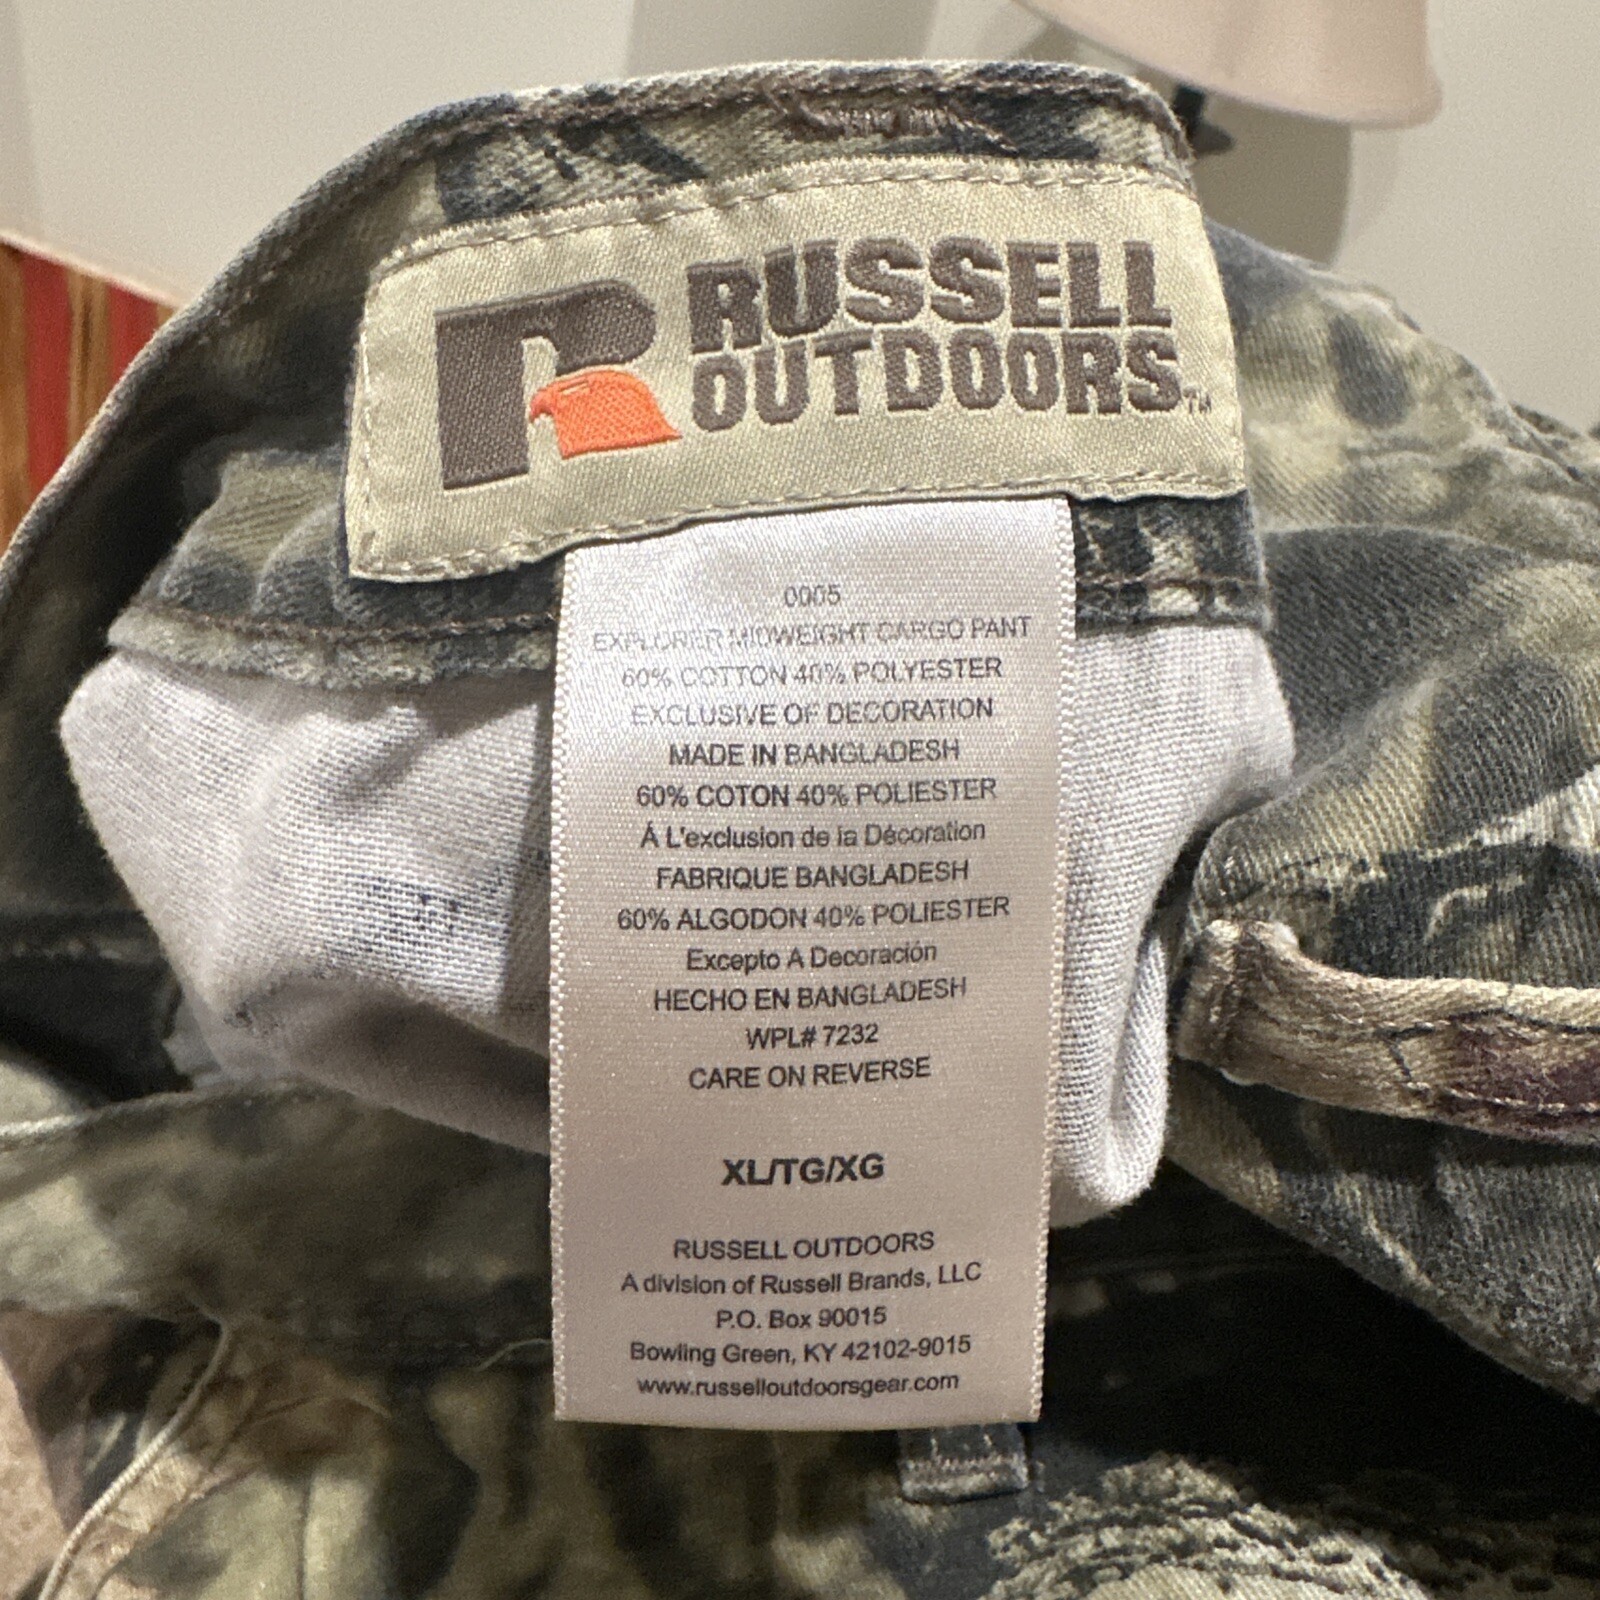 RUSSELL
OUTDOORS™
0005
EXPLORER MIDWEIGHT CARGO PANT
60% COTTON 40% POLYESTER
EXCLUSIVE OF DECORATION
MADE IN BANGLADESH
60% COTON 40% POLIESTER
Á L'exclusion de la Décoration
FABRIQUE BANGLADESH
60% ALGODON 40% POLIESTER
Excepto A Decoración
HECHO EN BANGLADESH
WPL# 7232
CARE ON REVERSE
XL/TG/XG
RUSSELL OUTDOORS
A division of Russell Brands, LLC
P.O. Box 90015
Bowling Green, KY 42102-9015
www.russelloutdoorsgear.com